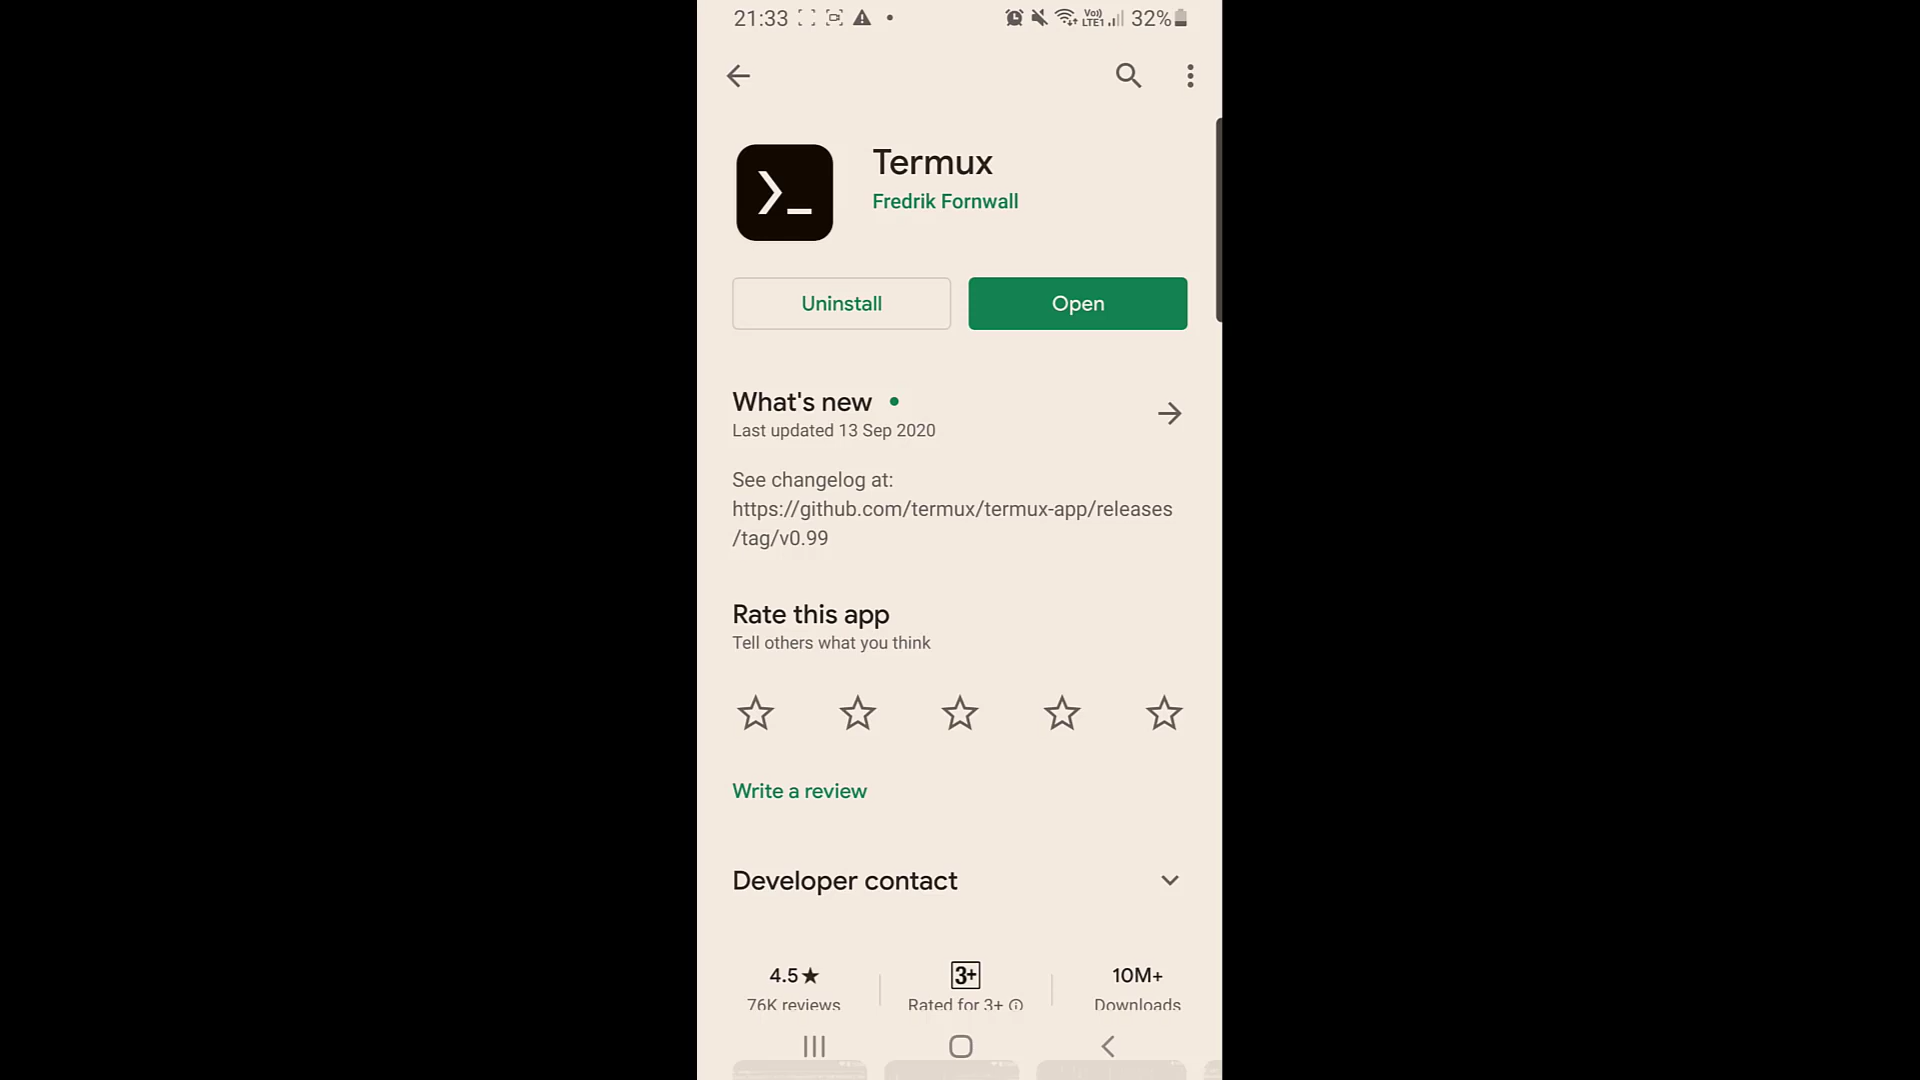 21:33 Vo) LTE1 32%
Termux
Fredrik Fornwall
Uninstall Open
What's new
Last updated 13 Sep 2020
See changelog at:
https://github.com/termux/termux-app/releases
/tag/v0.99
Rate this app
Tell others what you think
Write a review
Developer contact
4.5★ 3+ 10M+
76K reviews Rated for 3+ Downloads